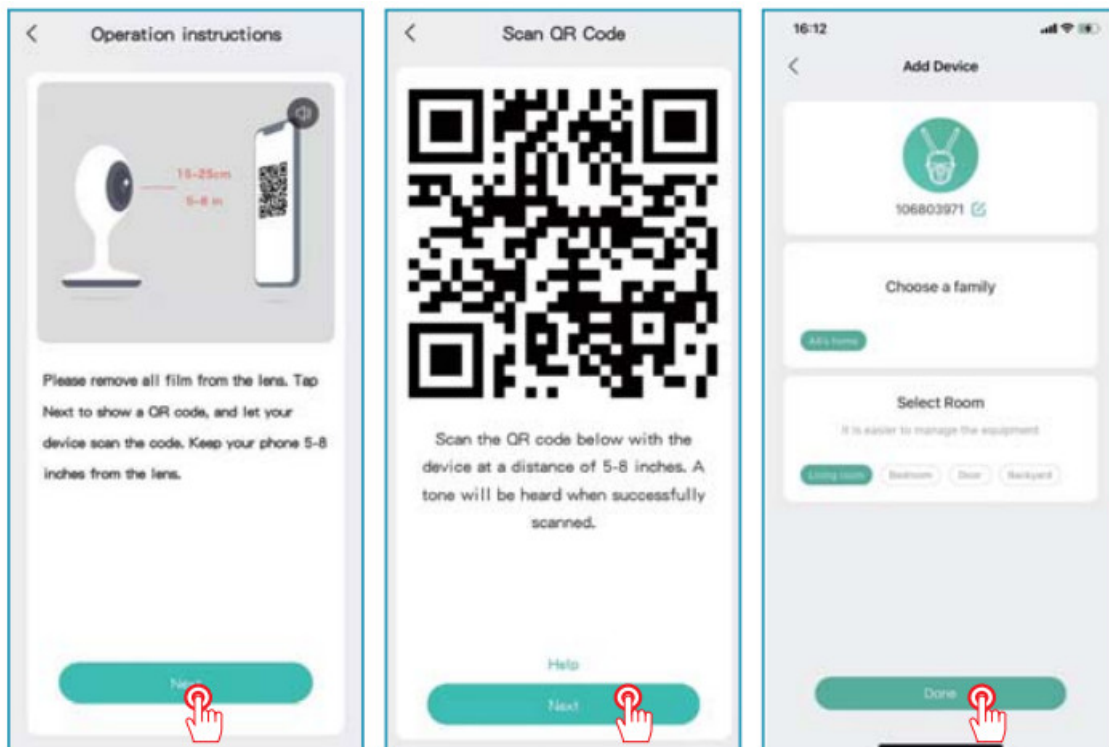 Operation instructions
15-25cm
5-8 in
Please remove all film from the lens. Tap
Next to show a QR code, and let your
device scan the code. Keep your phone 5-8
inches from the lens.
Next
Scan QR Code
Scan the QR code below with the
device at a distance of 5-8 inches. A
tone will be heard when successfully
scanned.
Help
Next
16:12
Add Device
106803971
Choose a family
home
Select Room
It is easier to manage the equipment
Living room Bedroom Door Backyard
Done